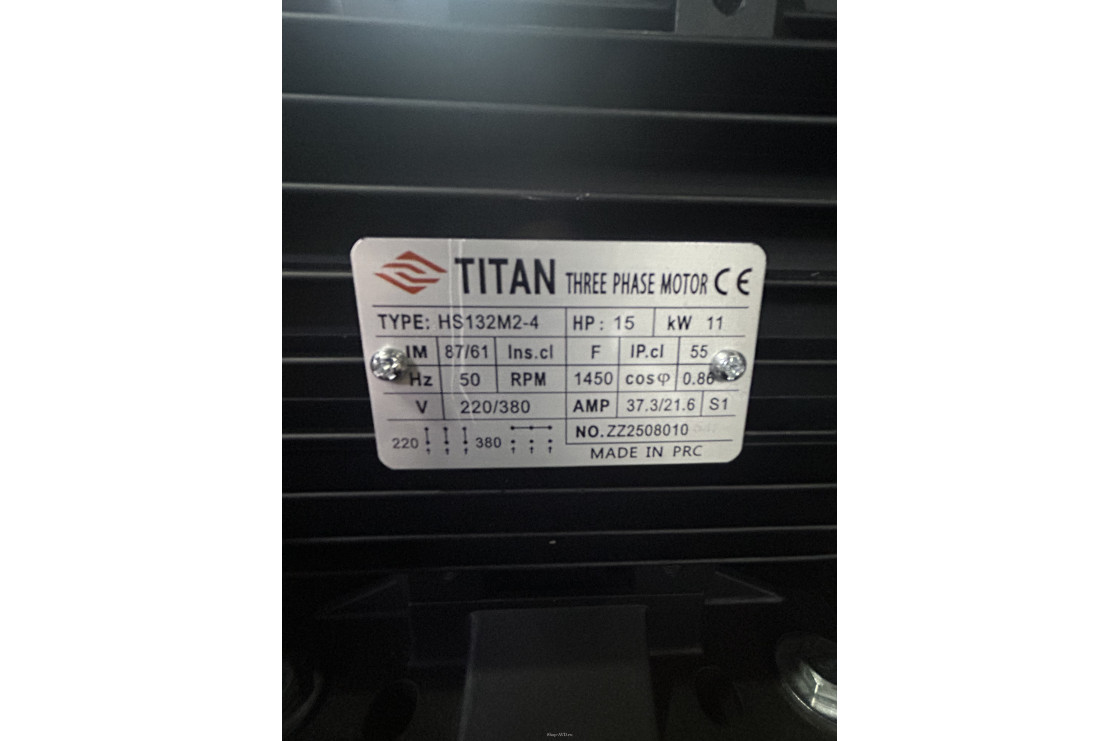 TITAN THREE PHASE MOTOR CE
TYPE: HS132M2-4 HP: 15 kW 11
IM 87/61 Ins.cl F IP.cl 55
Hz 50 RPM 1450 cosφ 0.86
V 220/380 AMP 37.3/21.6 S1
220 380 NO.ZZ2508010
MADE IN PRC